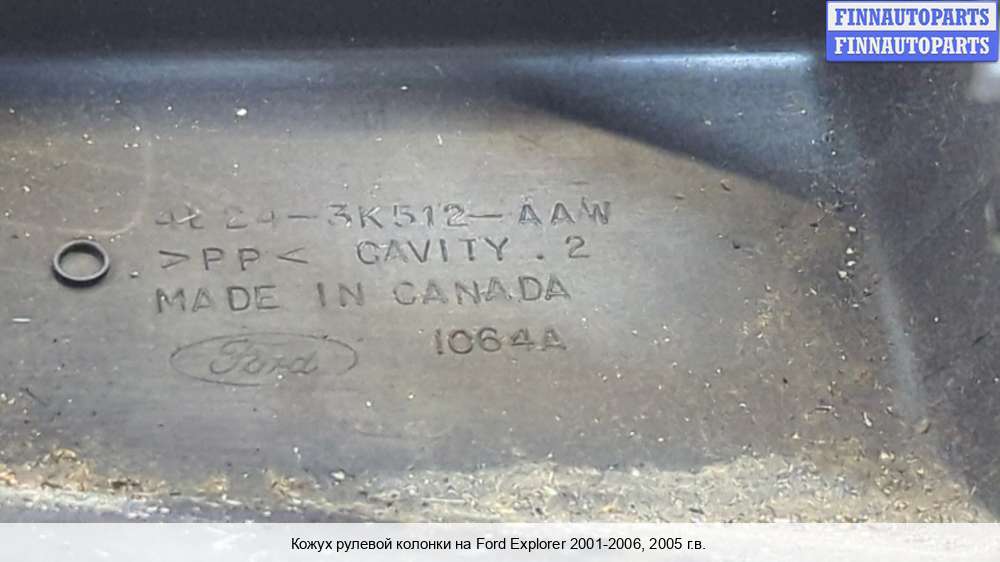 FINNAUTOPARTS
FINNAUTOPARTS
4L24-3K512-AAW
>PP< CAVITY . 2
MADE IN CANADA
Ford 1064A
Кожух рулевой колонки на Ford Explorer 2001-2006, 2005 г.в.